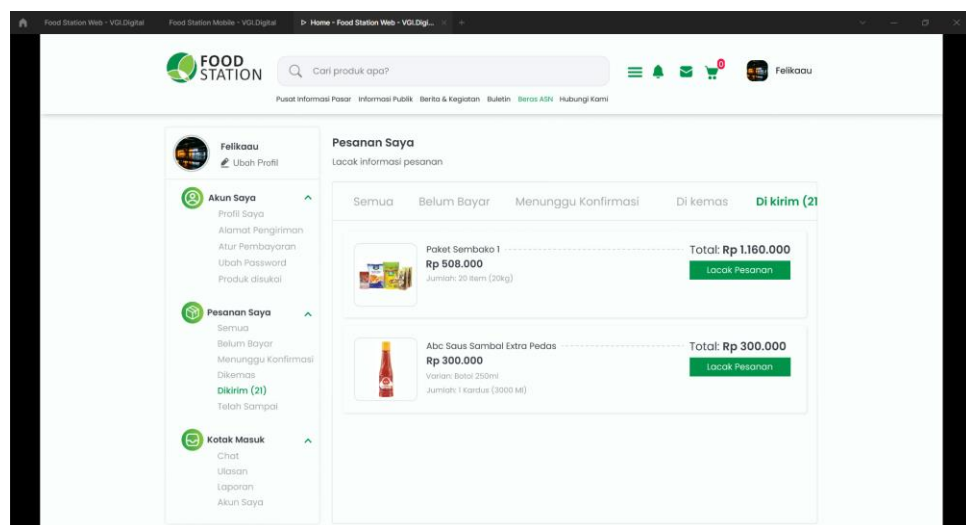 Food Station Web - VGI.Digital
Food Station Mobile - VGI.Digital
Home - Food Station Web - VGI.Digi...
FOOD
STATION
Cari produk apa?
0
Felikaau
Pusat Informasi Pasar Informasi Publik Berita & Kegiatan Buletin Beras ASN Hubungi Kami
Felikaau
Ubah Profil
Akun Saya
Profil Saya
Alamat Pengiriman
Atur Pembayaran
Ubah Password
Produk disukai
Pesanan Saya
Semua
Belum Bayar
Menunggu Konfirmasi
Dikemas
Dikirim (21)
Telah Sampai
Kotak Masuk
Chat
Ulasan
Laporan
Akun Saya
Pesanan Saya
Lacak informasi pesanan
Semua Belum Bayar Menunggu Konfirmasi Di kemas Di kirim (21
Paket Sembako 1
Rp 508.000
Jumlah: 20 item (20kg)
Total: Rp 1.160.000
Lacak Pesanan
Abc Saus Sambal Extra Pedas
Rp 300.000
Varian: Botol 250ml
Jumlah: 1 Kardus (3000 Ml)
Total: Rp 300.000
Lacak Pesanan